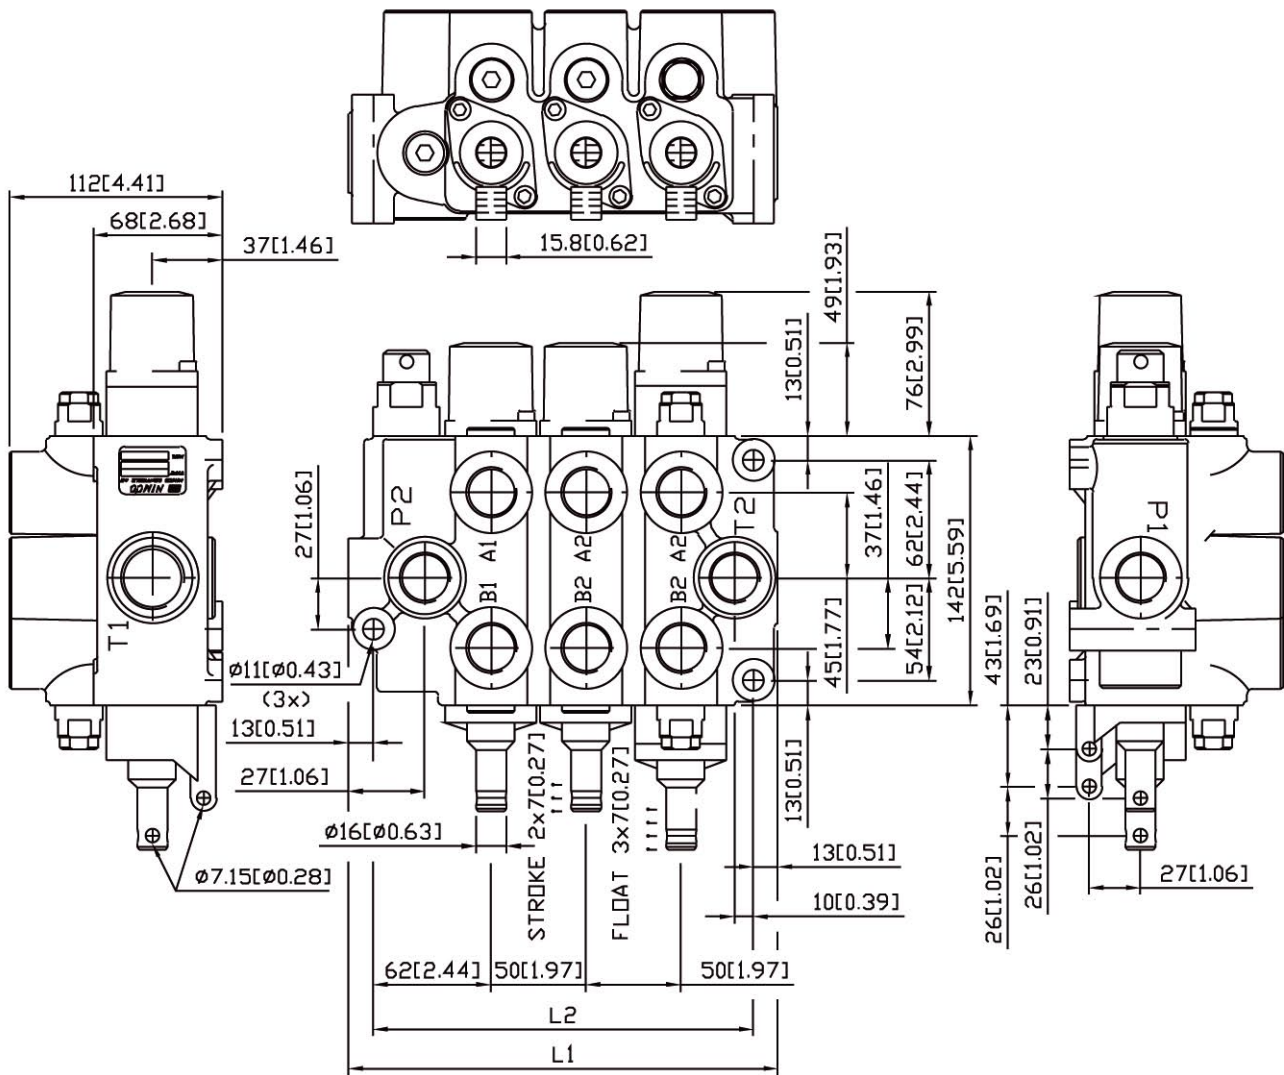 112[4.41]
68[2.68]
37[1.46]
15.8[0.62]
49[1.93]
13[0.51]
76[2.99]
NIMCO
27[1.06]
P2
T2
P1
T1
A1
A2
A2
B1
B2
B2
37[1.46]
62[2.44]
142[5.59]
45[1.77]
54[2.12]
43[1.69]
23[0.91]
ø11[ø0.43]
(3x)
13[0.51]
27[1.06]
ø16[ø0.63]
ø7.15[ø0.28]
STROKE 2x7[0.27]
FLOAT 3x7[0.27]
13[0.51]
13[0.51]
10[0.39]
26[1.02]
26[1.02]
27[1.06]
62[2.44]
50[1.97]
50[1.97]
L2
L1